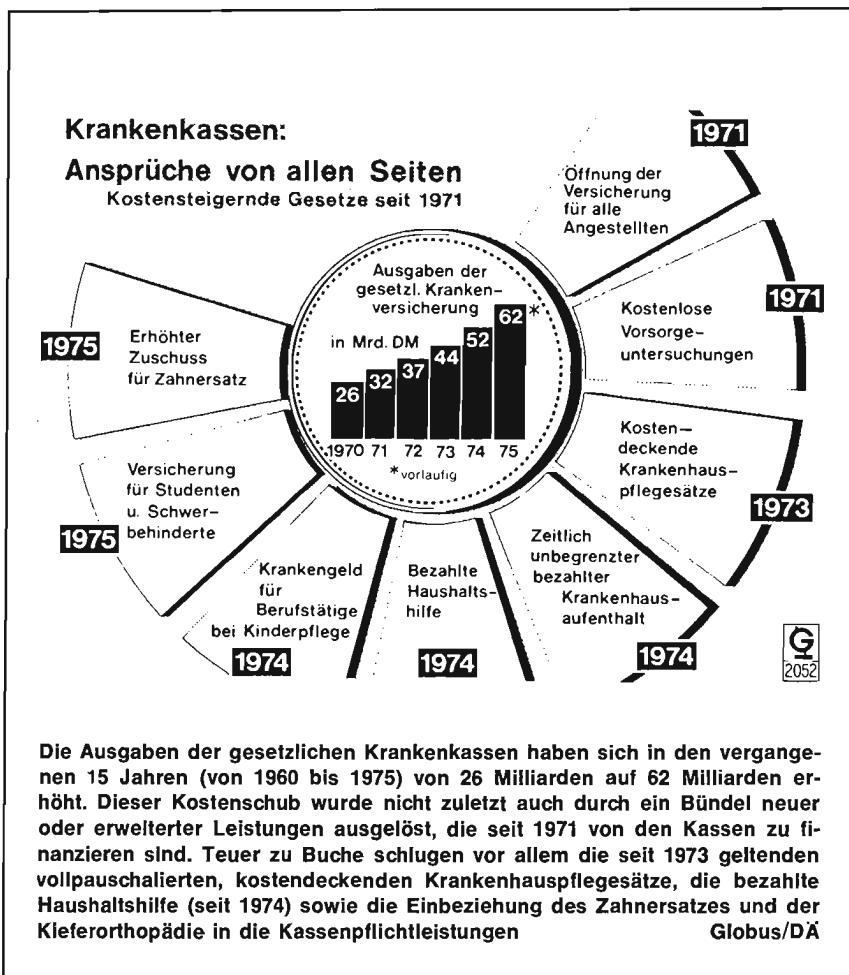 Krankenkassen:
Ansprüche von allen Seiten
Kostensteigernde Gesetze seit 1971
1971
Öffnung der
Versicherung
für alle
Angestellten
1971
Kostenlose
Vorsorge-
untersuchungen
Kosten-
deckende
Krankenhaus-
pflegesätze
1973
Zeitlich
unbegrenzter
bezahlter
Krankenhaus-
aufenthalt
1974
Bezahlte
Haushalts-
hilfe
1974
Krankengeld
für
Berufstätige
bei Kinderpflege
1974
Versicherung
für Studenten
u. Schwer-
behinderte
1975
Erhöhter
Zuschuss
für Zahnersatz
1975
Ausgaben der
gesetzl. Kranken-
versicherung
in Mrd. DM
26 32 37 44 52 62 *
1970 71 72 73 74 75
*vorläufig
G
2052
Die Ausgaben der gesetzlichen Krankenkassen haben sich in den vergange-
nen 15 Jahren (von 1960 bis 1975) von 26 Milliarden auf 62 Milliarden er-
höht. Dieser Kostenschub wurde nicht zuletzt auch durch ein Bündel neuer
oder erweiterter Leistungen ausgelöst, die seit 1971 von den Kassen zu fi-
nanzieren sind. Teuer zu Buche schlugen vor allem die seit 1973 geltenden
vollpauschalierten, kostendeckenden Krankenhauspflegesätze, die bezahlte
Haushaltshilfe (seit 1974) sowie die Einbeziehung des Zahnersatzes und der
Kieferorthopädie in die Kassenpflichtleistungen Globus/DÄ